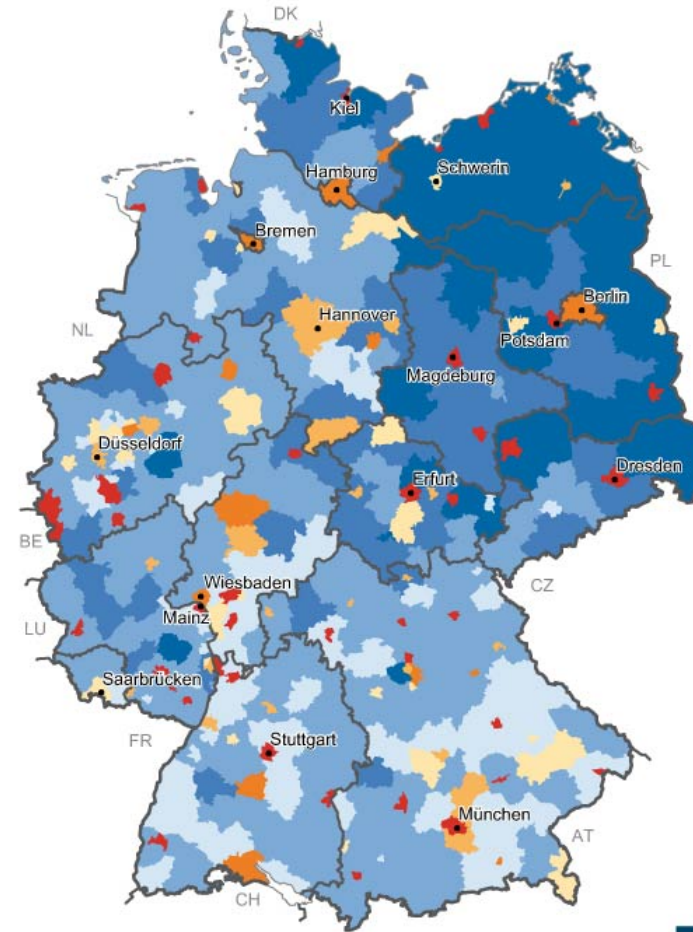 DK
Kiel
Hamburg
Schwerin
Bremen
PL
Berlin
Hannover
Potsdam
NL
Magdeburg
Düsseldorf
Erfurt
Dresden
BE
Wiesbaden
CZ
Mainz
LU
Saarbrücken
FR
Stuttgart
München
AT
CH